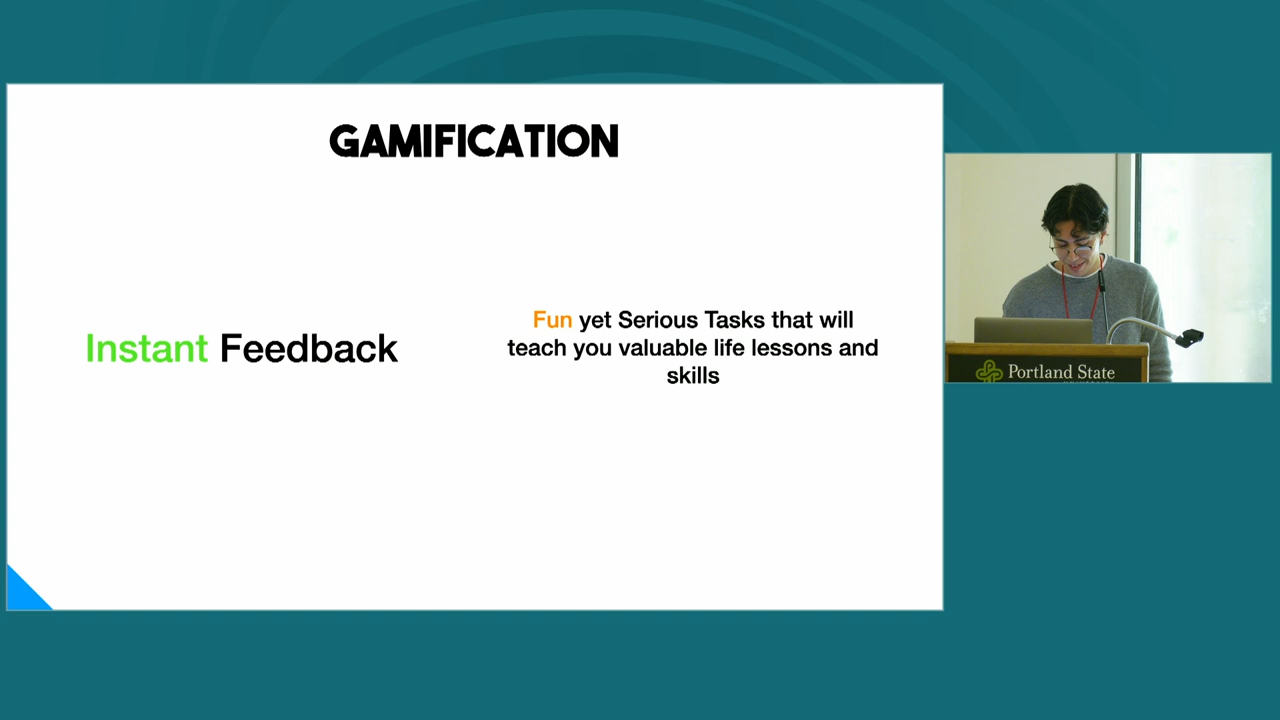 GAMIFICATION
Instant Feedback
Fun yet Serious Tasks that will
teach you valuable life lessons and
skills
Portland State